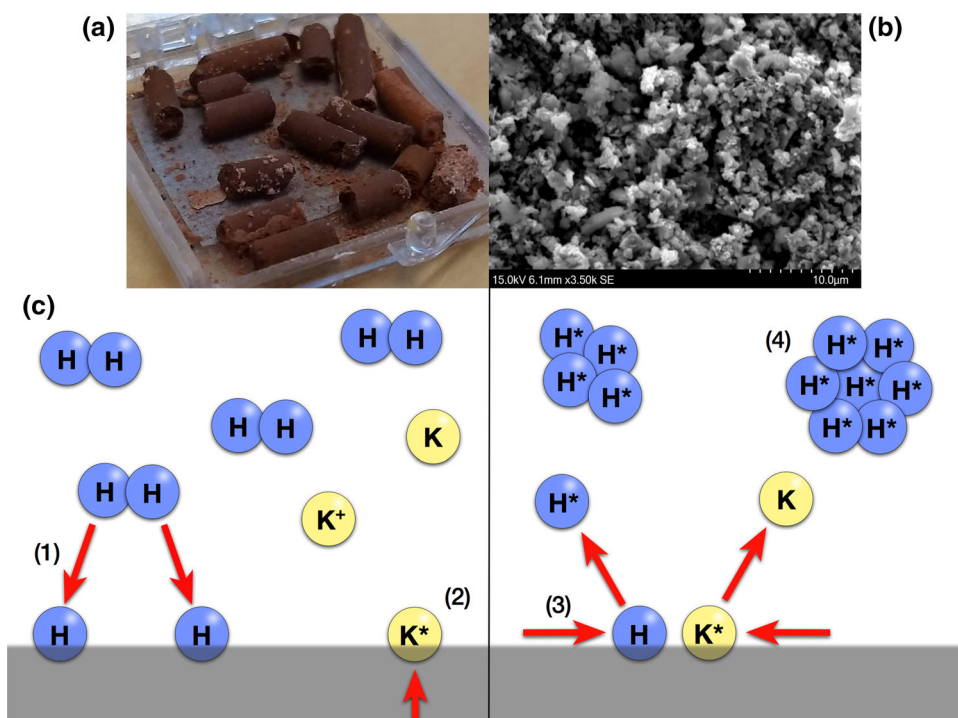 (a)
(b)
15.0kV 6.1mm x3.50k SE
10.0μm
(c)
H H
H H
H H
K
H H
K+
(1)
H
H
(2)
K*
H*
H*
H*
H*
(4)
H*
H*
H*
H*
H*
H*
H*
H*
K
(3)
H
K*